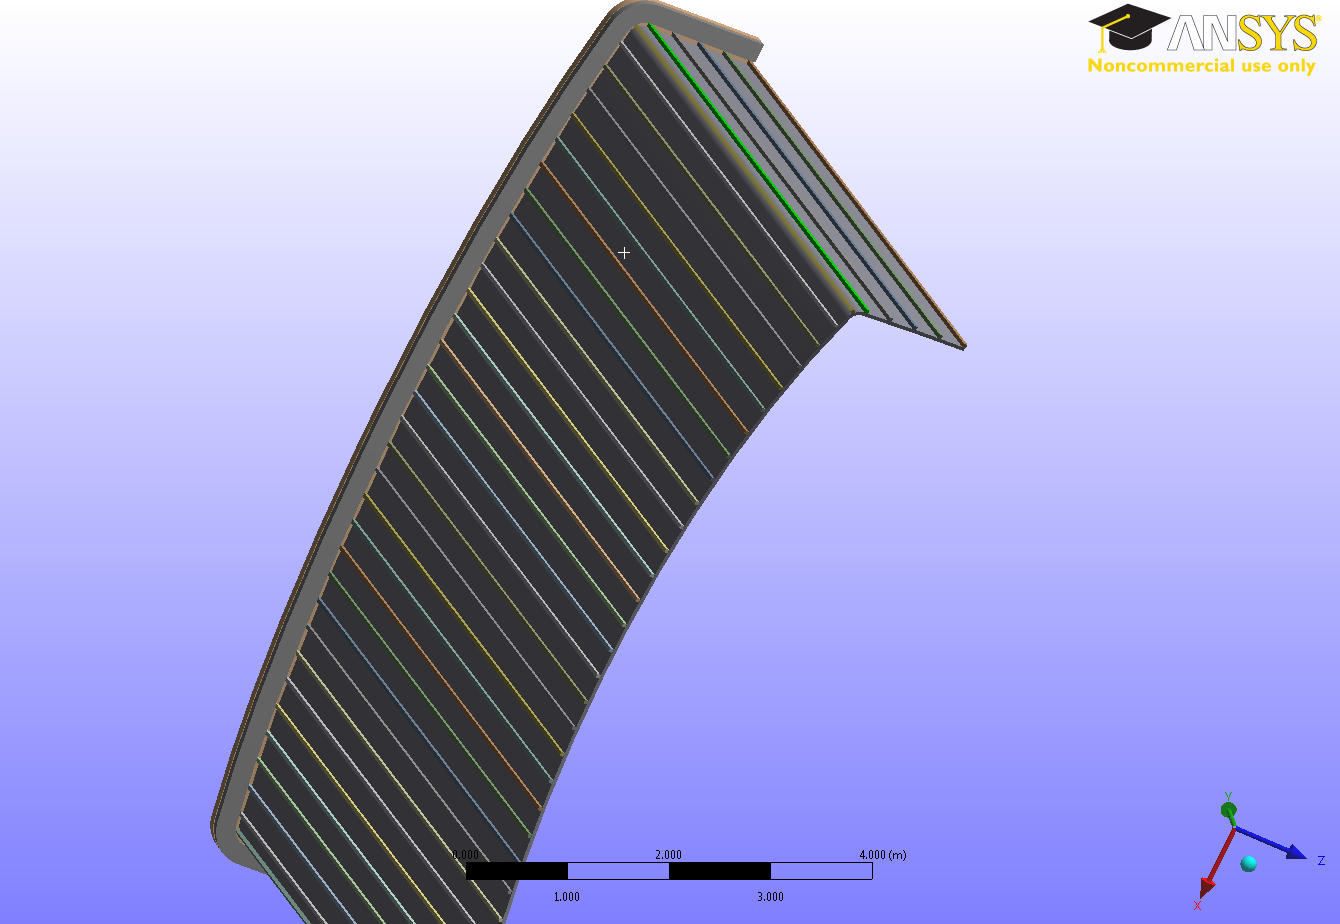 ANSYS
Noncommercial use only
0.000 2.000 4.000 (m)
1.000 3.000
Y
Z
X